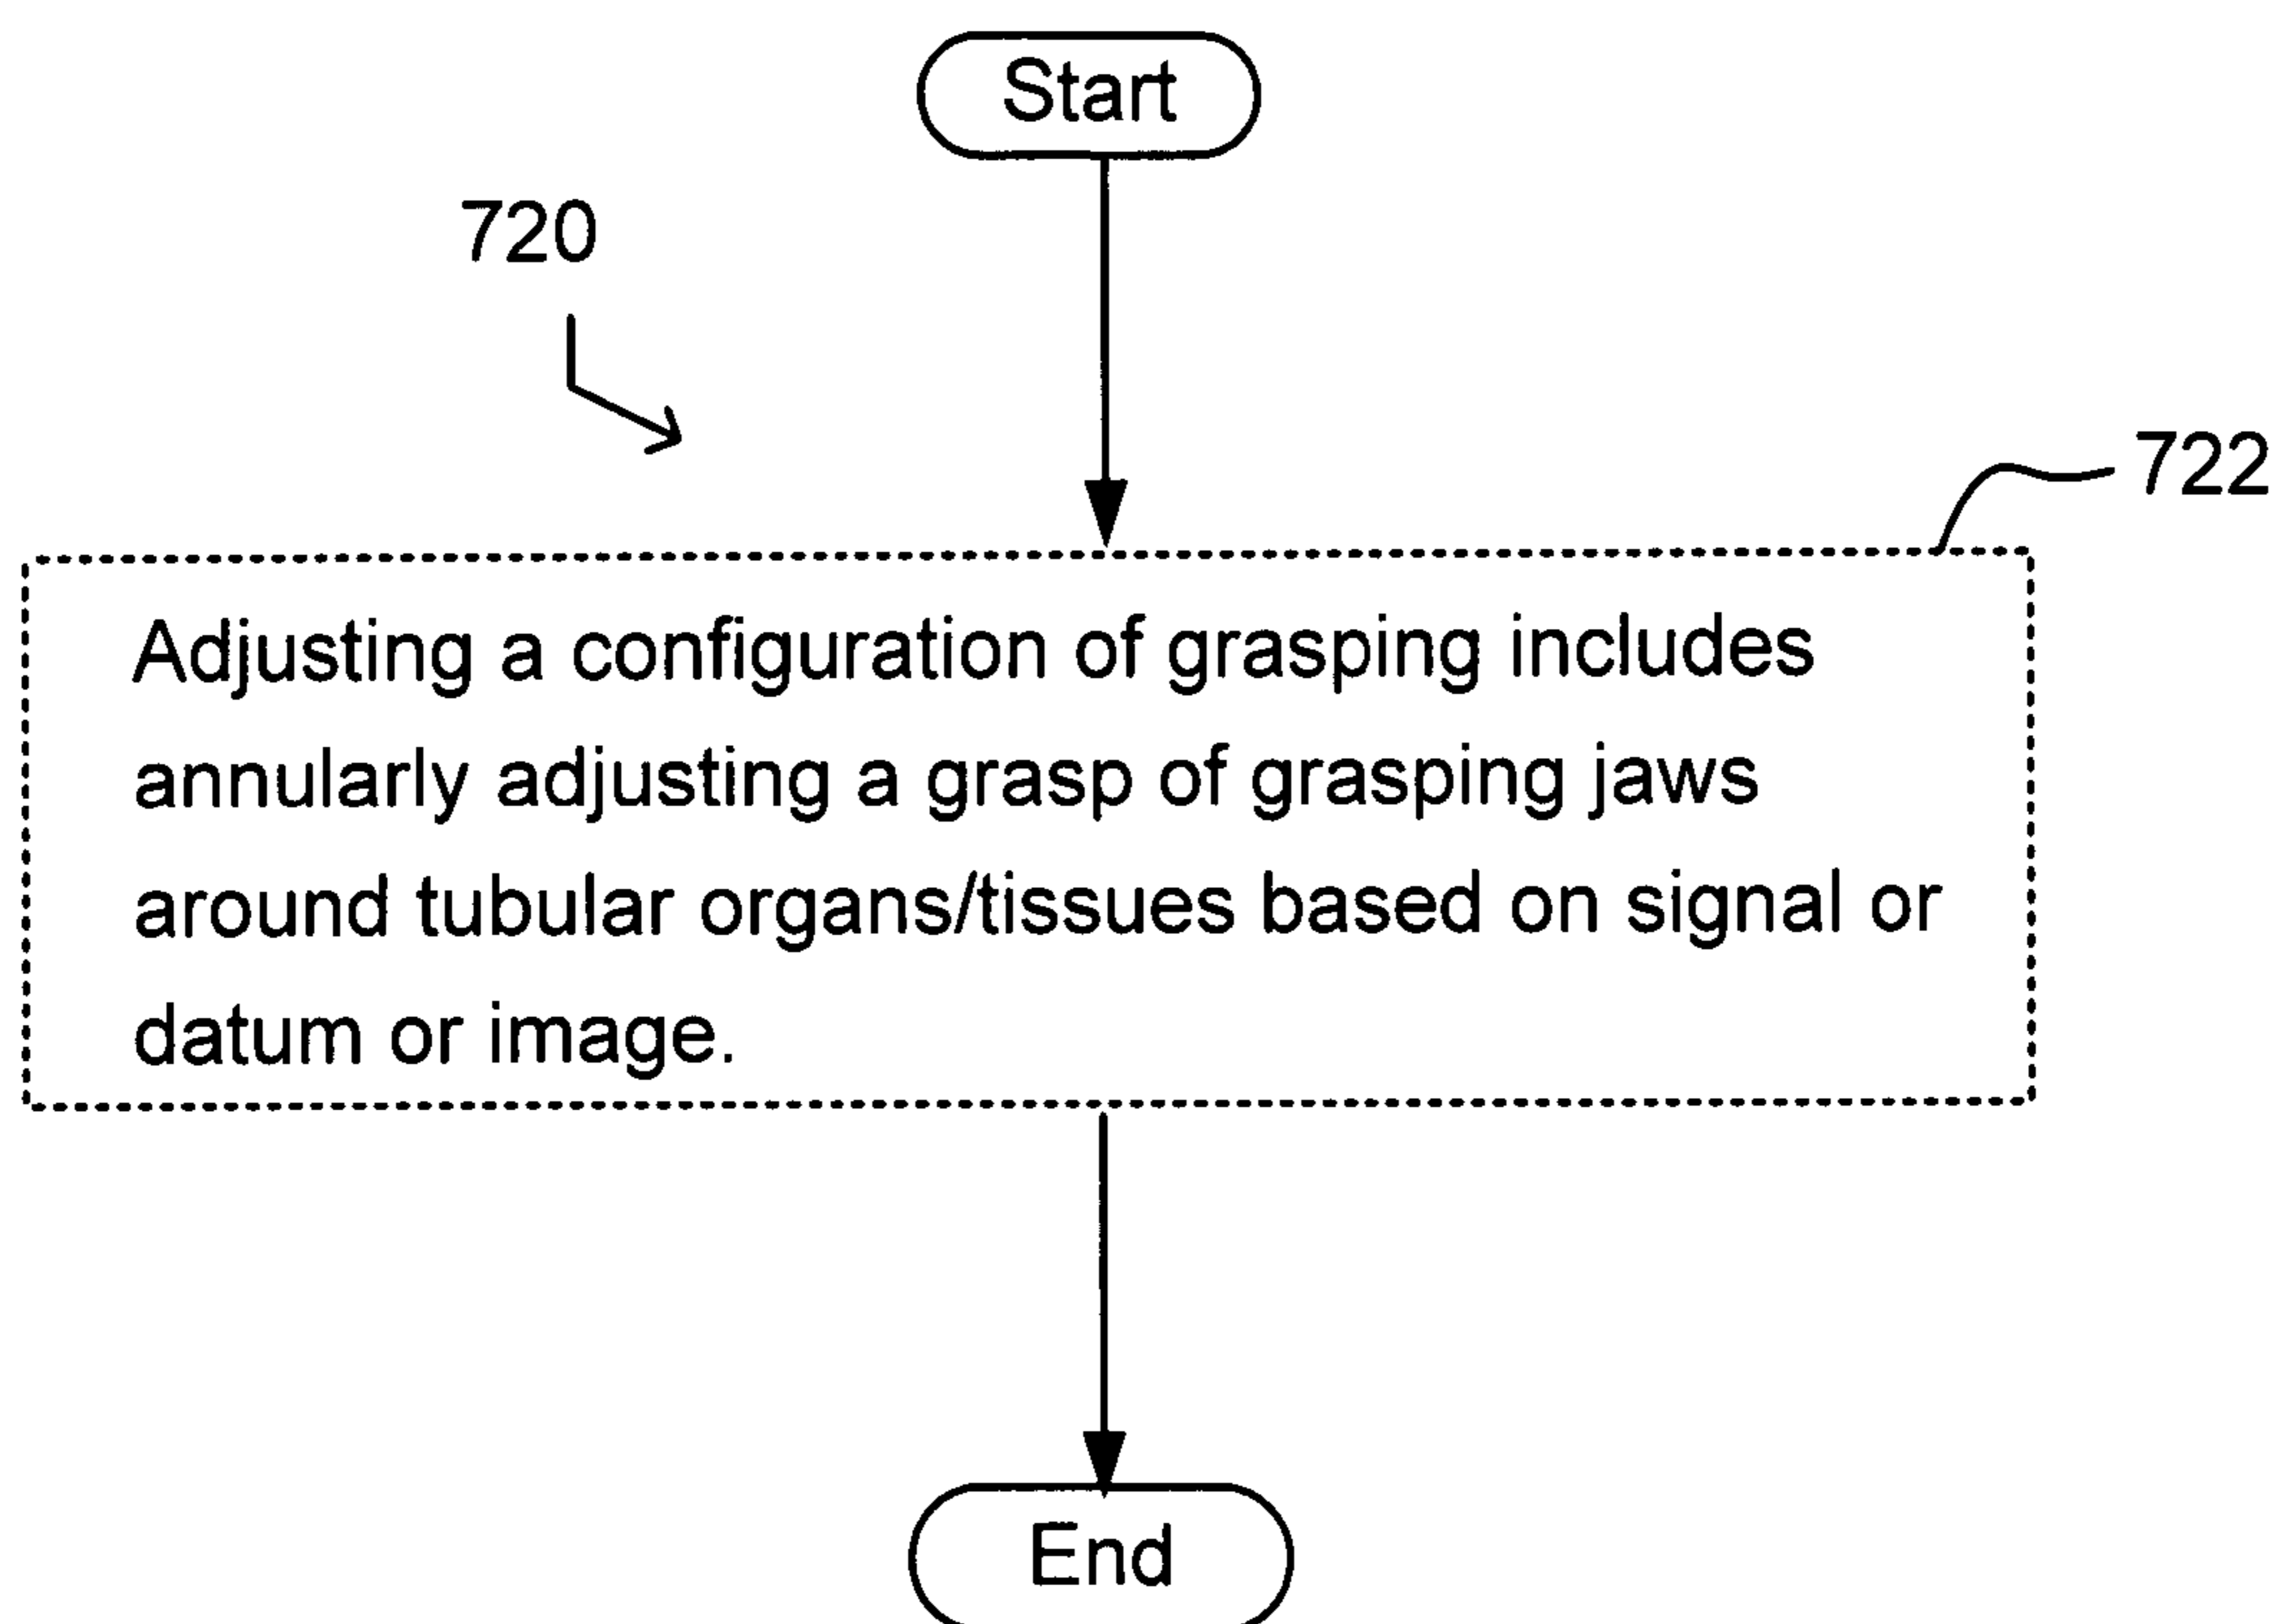 Start
720
722
Adjusting a configuration of grasping includes
annularly adjusting a grasp of grasping jaws
around tubular organs/tissues based on signal or
datum or image.
End